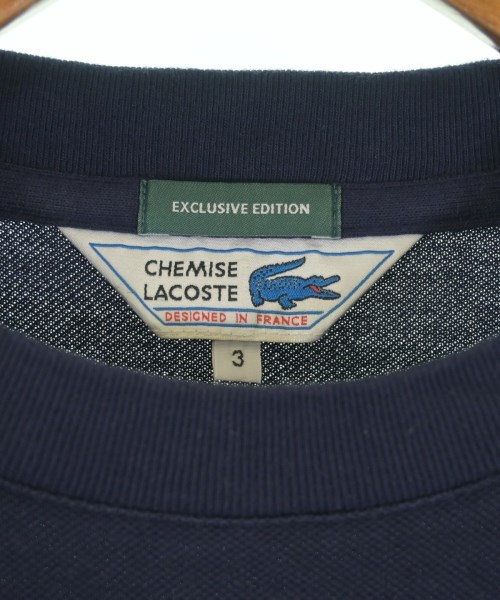 EXCLUSIVE EDITION
CHEMISE
LACOSTE
DESIGNED IN FRANCE
3